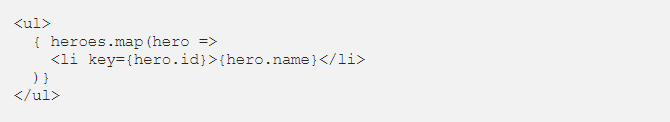 <ul>
  { heroes.map(hero =>
    <li key={hero.id}>{hero.name}</li>
  )}
</ul>